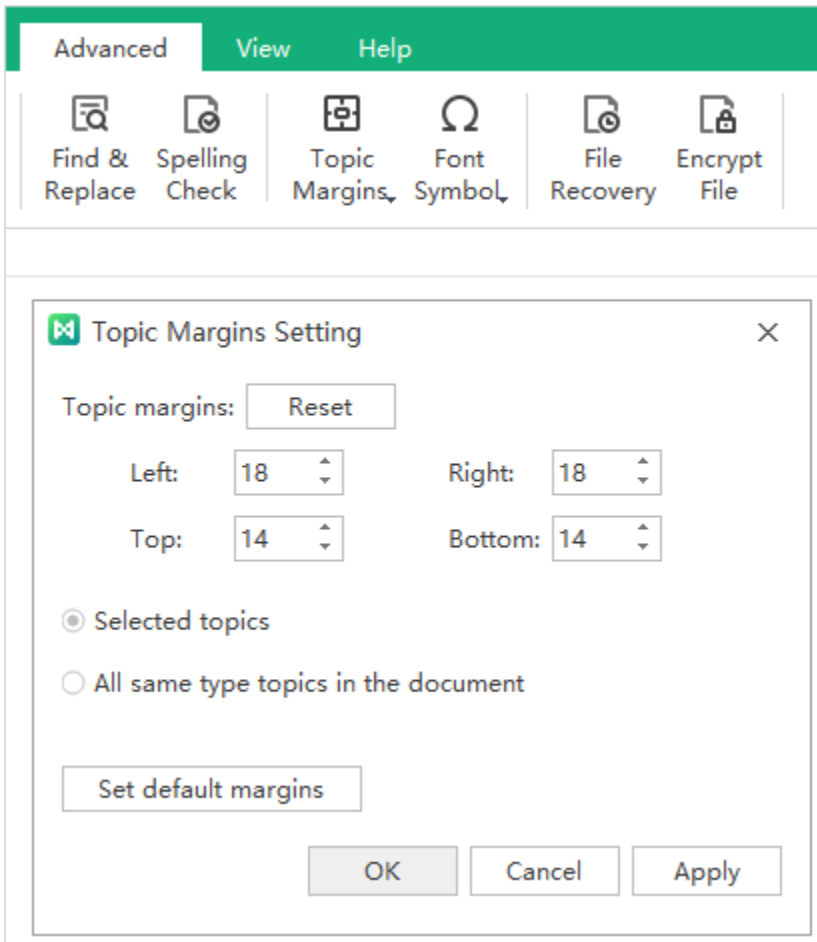 Advanced View Help
Find & Spelling Topic Font File Encrypt
Replace Check Margins Symbol Recovery File
Topic Margins Setting
Topic margins: Reset
Left: 18 Right: 18
Top: 14 Bottom: 14
Selected topics
All same type topics in the document
Set default margins
OK Cancel Apply